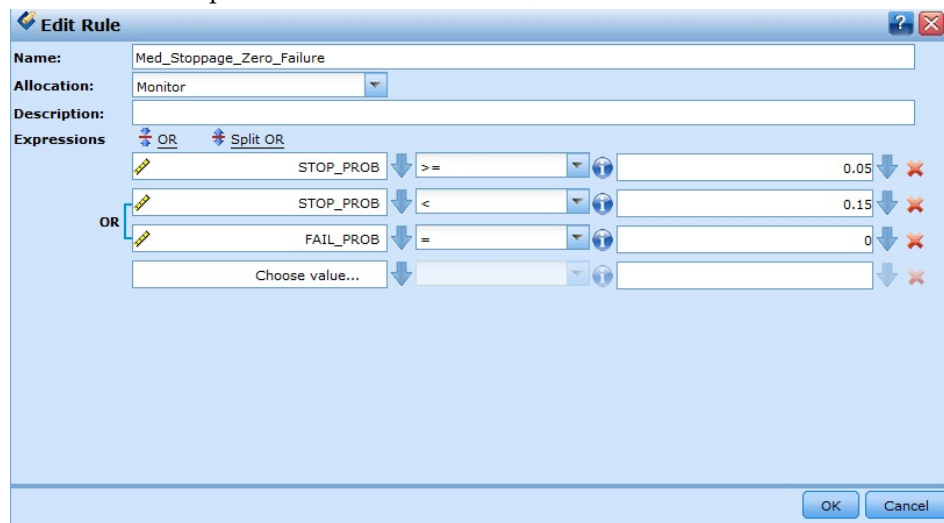 Edit Rule ?
Name: Med_Stoppage_Zero_Failure
Allocation: Monitor
Description:
Expressions OR Split OR
STOP_PROB >= 0.05
OR
STOP_PROB < 0.15
FAIL_PROB = 0
Choose value...
OK Cancel